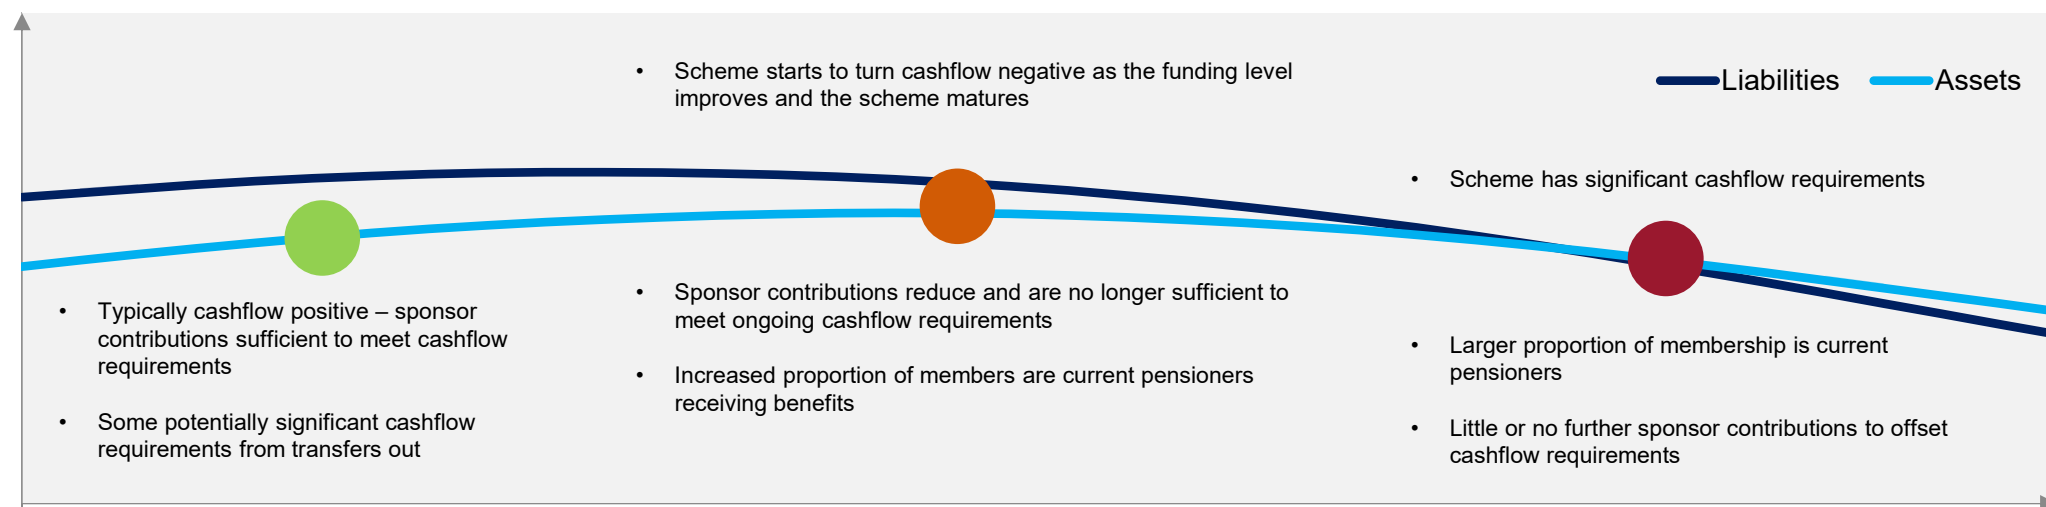 • Scheme starts to turn cashflow negative as the funding level
improves and the scheme matures
Liabilities
Assets
• Scheme has significant cashflow requirements
• Typically cashflow positive – sponsor
contributions sufficient to meet cashflow
requirements
• Some potentially significant cashflow
requirements from transfers out
• Sponsor contributions reduce and are no longer sufficient to
meet ongoing cashflow requirements
• Increased proportion of members are current pensioners
receiving benefits
• Larger proportion of membership is current
pensioners
• Little or no further sponsor contributions to offset
cashflow requirements